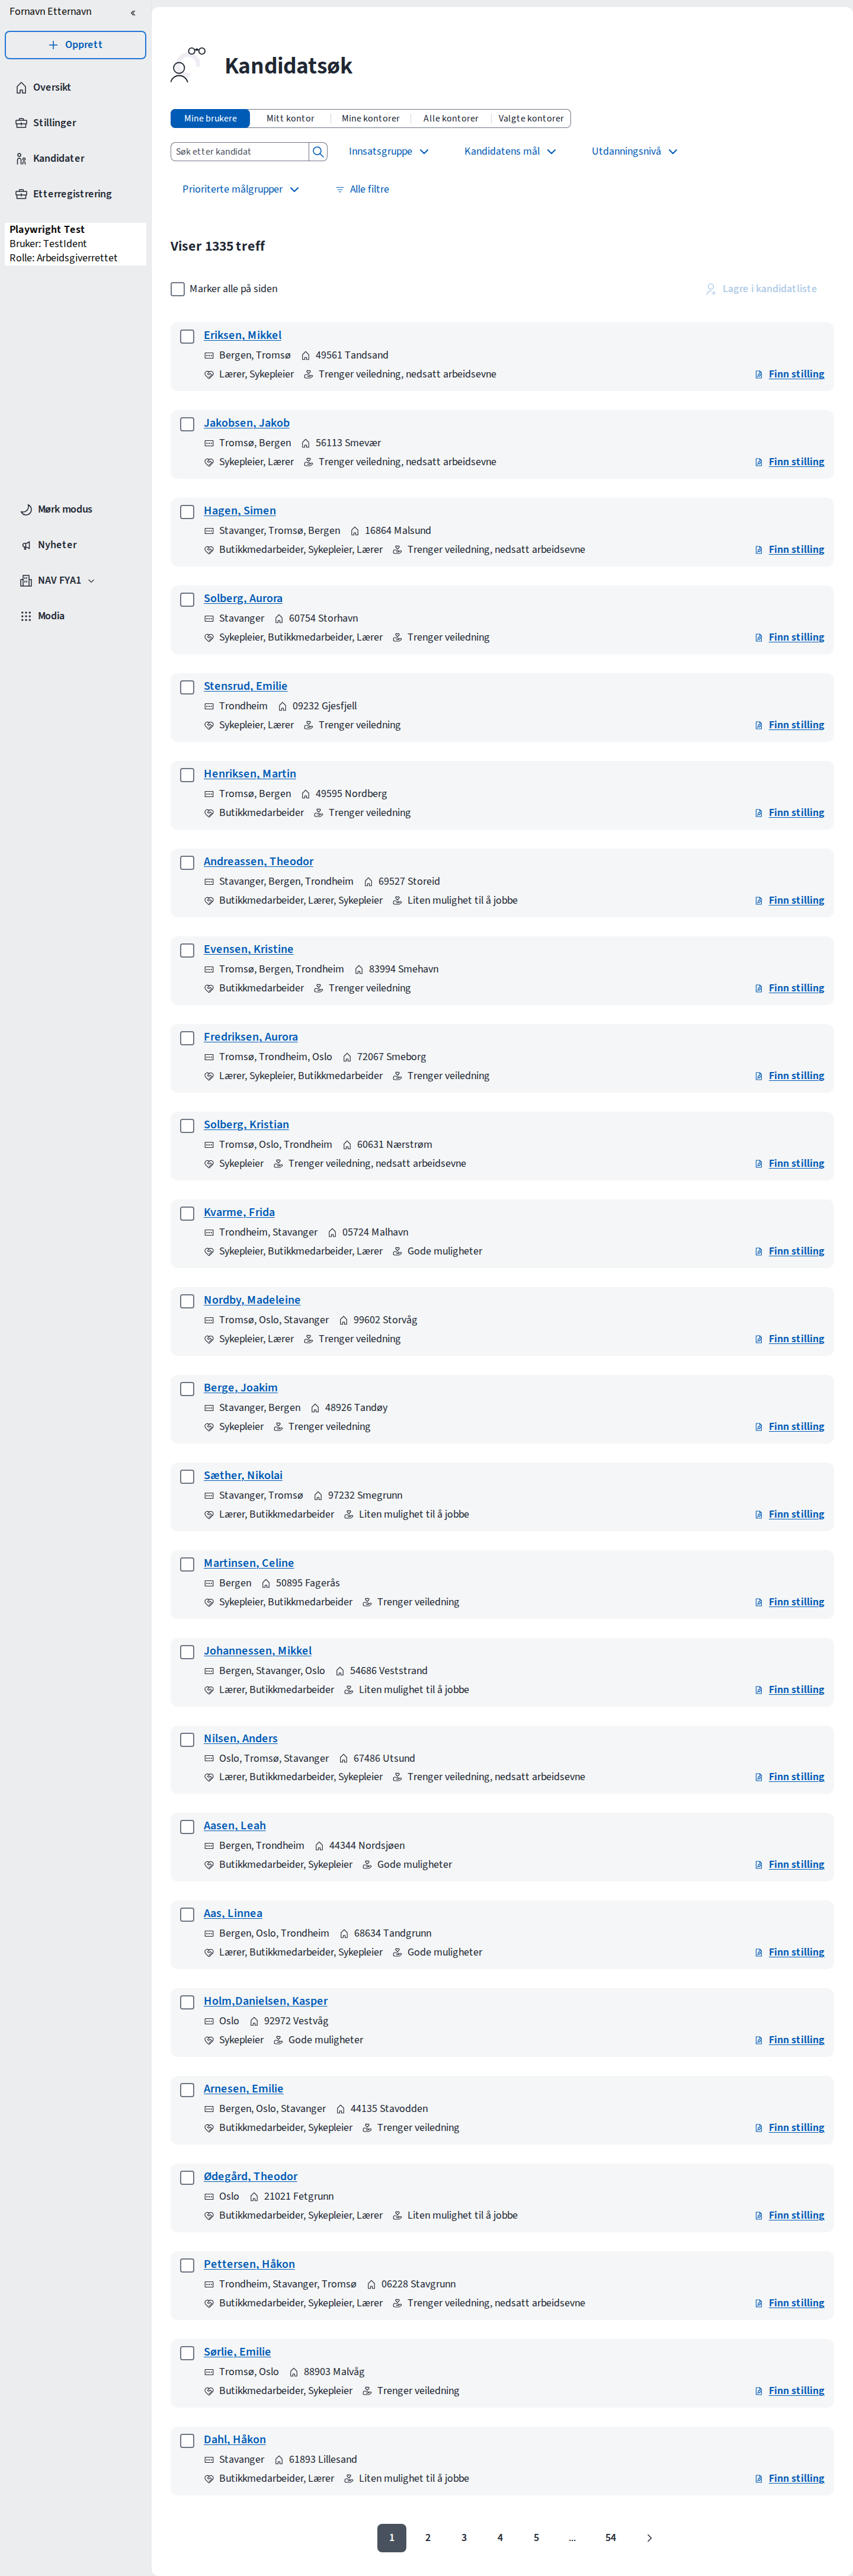 Fornavn Etternavn
Opprett
Oversikt
Stillinger
Kandidater
Etterregistrering
Playwright Test
Bruker: TestIdent
Rolle: Arbeidsgiverrettet
Mørk modus
Nyheter
NAV FYA1
Modia
Kandidatsøk
Mine brukere Mitt kontor Mine kontorer Alle kontorer Valgte kontorer
Søk etter kandidat Innsatsgruppe Kandidatens mål Utdanningsnivå
Prioriterte målgrupper Alle filtre
Viser 1335 treff
Marker alle på siden Lagre i kandidatliste
Eriksen, Mikkel
Bergen, Tromsø 49561 Tandsand
Lærer, Sykepleier Trenger veiledning, nedsatt arbeidsevne Finn stilling
Jakobsen, Jakob
Tromsø, Bergen 56113 Smevær
Sykepleier, Lærer Trenger veiledning, nedsatt arbeidsevne Finn stilling
Hagen, Simen
Stavanger, Tromsø, Bergen 16864 Malsund
Butikkmedarbeider, Sykepleier, Lærer Trenger veiledning, nedsatt arbeidsevne Finn stilling
Solberg, Aurora
Stavanger 60754 Storhavn
Sykepleier, Butikkmedarbeider, Lærer Trenger veiledning Finn stilling
Stensrud, Emilie
Trondheim 09232 Gjesfjell
Sykepleier, Lærer Trenger veiledning Finn stilling
Henriksen, Martin
Tromsø, Bergen 49595 Nordberg
Butikkmedarbeider Trenger veiledning Finn stilling
Andreassen, Theodor
Stavanger, Bergen, Trondheim 69527 Storeid
Butikkmedarbeider, Lærer, Sykepleier Liten mulighet til å jobbe Finn stilling
Evensen, Kristine
Tromsø, Bergen, Trondheim 83994 Smehavn
Butikkmedarbeider Trenger veiledning Finn stilling
Fredriksen, Aurora
Tromsø, Trondheim, Oslo 72067 Smeborg
Lærer, Sykepleier, Butikkmedarbeider Trenger veiledning Finn stilling
Solberg, Kristian
Tromsø, Oslo, Trondheim 60631 Nærstrøm
Sykepleier Trenger veiledning, nedsatt arbeidsevne Finn stilling
Kvarme, Frida
Trondheim, Stavanger 05724 Malhavn
Sykepleier, Butikkmedarbeider, Lærer Gode muligheter Finn stilling
Nordby, Madeleine
Tromsø, Oslo, Stavanger 99602 Storvåg
Sykepleier, Lærer Trenger veiledning Finn stilling
Berge, Joakim
Stavanger, Bergen 48926 Tandøy
Sykepleier Trenger veiledning Finn stilling
Sæther, Nikolai
Stavanger, Tromsø 97232 Smegrunn
Lærer, Butikkmedarbeider Liten mulighet til å jobbe Finn stilling
Martinsen, Celine
Bergen 50895 Fagerås
Sykepleier, Butikkmedarbeider Trenger veiledning Finn stilling
Johannessen, Mikkel
Bergen, Stavanger, Oslo 54686 Veststrand
Lærer, Butikkmedarbeider Liten mulighet til å jobbe Finn stilling
Nilsen, Anders
Oslo, Tromsø, Stavanger 67486 Utsund
Lærer, Butikkmedarbeider, Sykepleier Trenger veiledning, nedsatt arbeidsevne Finn stilling
Aasen, Leah
Bergen, Trondheim 44344 Nordsjøen
Butikkmedarbeider, Sykepleier Gode muligheter Finn stilling
Aas, Linnea
Bergen, Oslo, Trondheim 68634 Tandgrunn
Lærer, Butikkmedarbeider, Sykepleier Gode muligheter Finn stilling
Holm,Danielsen, Kasper
Oslo 92972 Vestvåg
Sykepleier Gode muligheter Finn stilling
Arnesen, Emilie
Bergen, Oslo, Stavanger 44135 Stavodden
Butikkmedarbeider, Sykepleier Trenger veiledning Finn stilling
Ødegård, Theodor
Oslo 21021 Fetgrunn
Butikkmedarbeider, Sykepleier, Lærer Liten mulighet til å jobbe Finn stilling
Pettersen, Håkon
Trondheim, Stavanger, Tromsø 06228 Stavgrunn
Butikkmedarbeider, Sykepleier, Lærer Trenger veiledning, nedsatt arbeidsevne Finn stilling
Sørlie, Emilie
Tromsø, Oslo 88903 Malvåg
Butikkmedarbeider, Sykepleier Trenger veiledning Finn stilling
Dahl, Håkon
Stavanger 61893 Lillesand
Butikkmedarbeider, Lærer Liten mulighet til å jobbe Finn stilling
1 2 3 4 5 ... 54